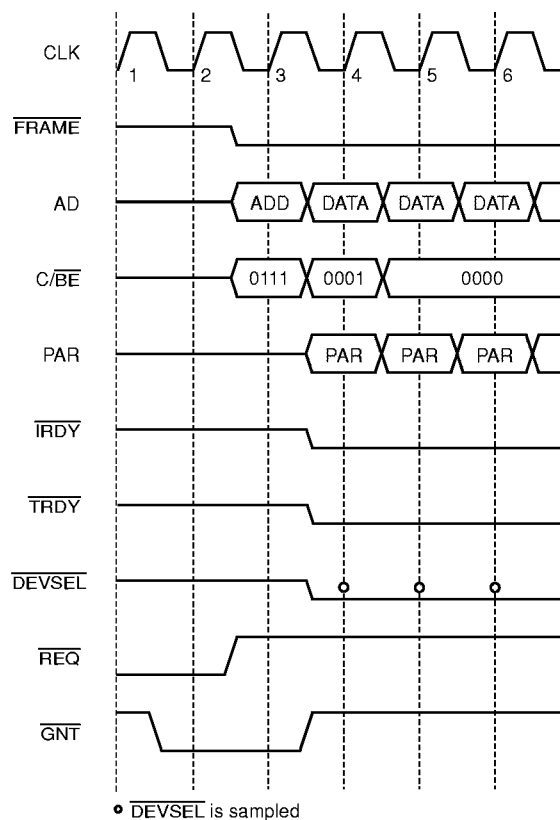 CLK
1 2 3 4 5 6
FRAME
AD ADD DATA DATA DATA
C/BE 0111 0001 0000
PAR PAR PAR PAR
IRDY
TRDY
DEVSEL
REQ
GNT
DEVSEL is sampled